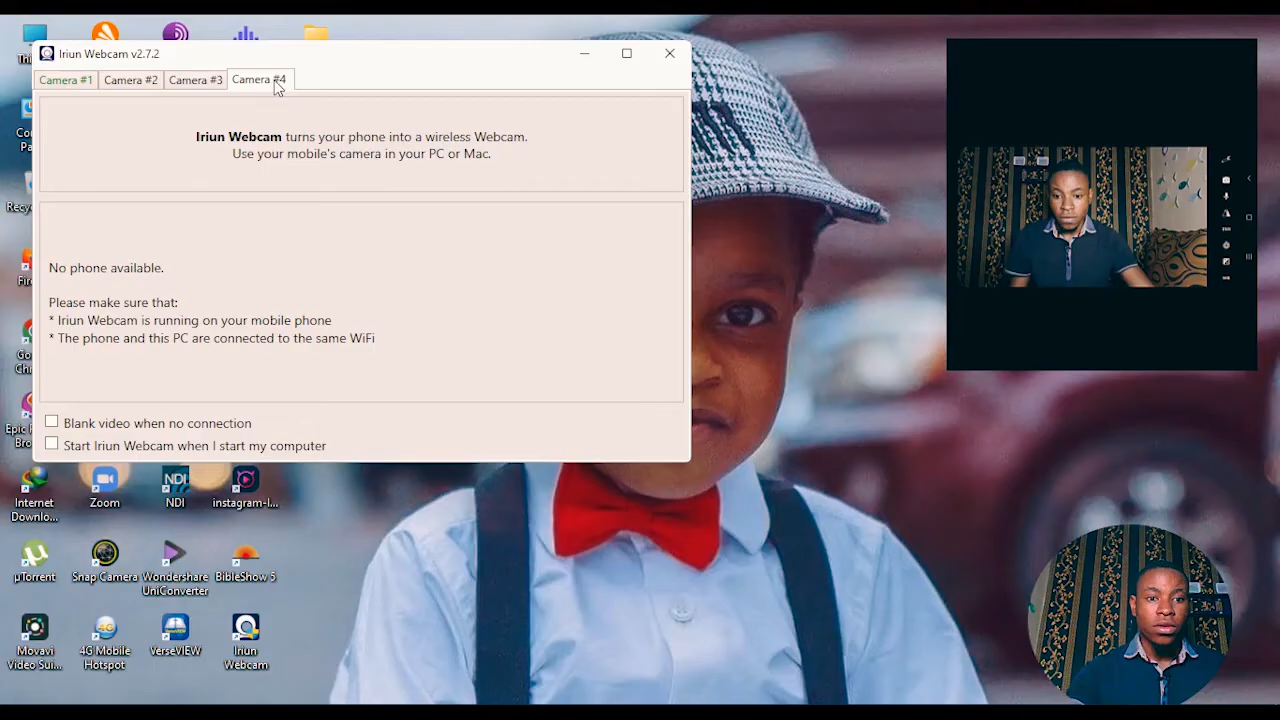 Iriun Webcam v2.7.2
Camera #1
Camera #2
Camera #3
Camera #4
Iriun Webcam turns your phone into a wireless Webcam.
Use your mobile's camera in your PC or Mac.
No phone available.
Please make sure that:
* Iriun Webcam is running on your mobile phone
* The phone and this PC are connected to the same WiFi
Blank video when no connection
Start Iriun Webcam when I start my computer
Internet
Downlo...
Zoom
NDI
NDI
instagram-l...
µTorrent
Snap Camera
Wondershare
UniConverter
BibleShow 5
Movavi
Video Sui...
4G
4G Mobile
Hotspot
VerseVIEW
Iriun
Webcam